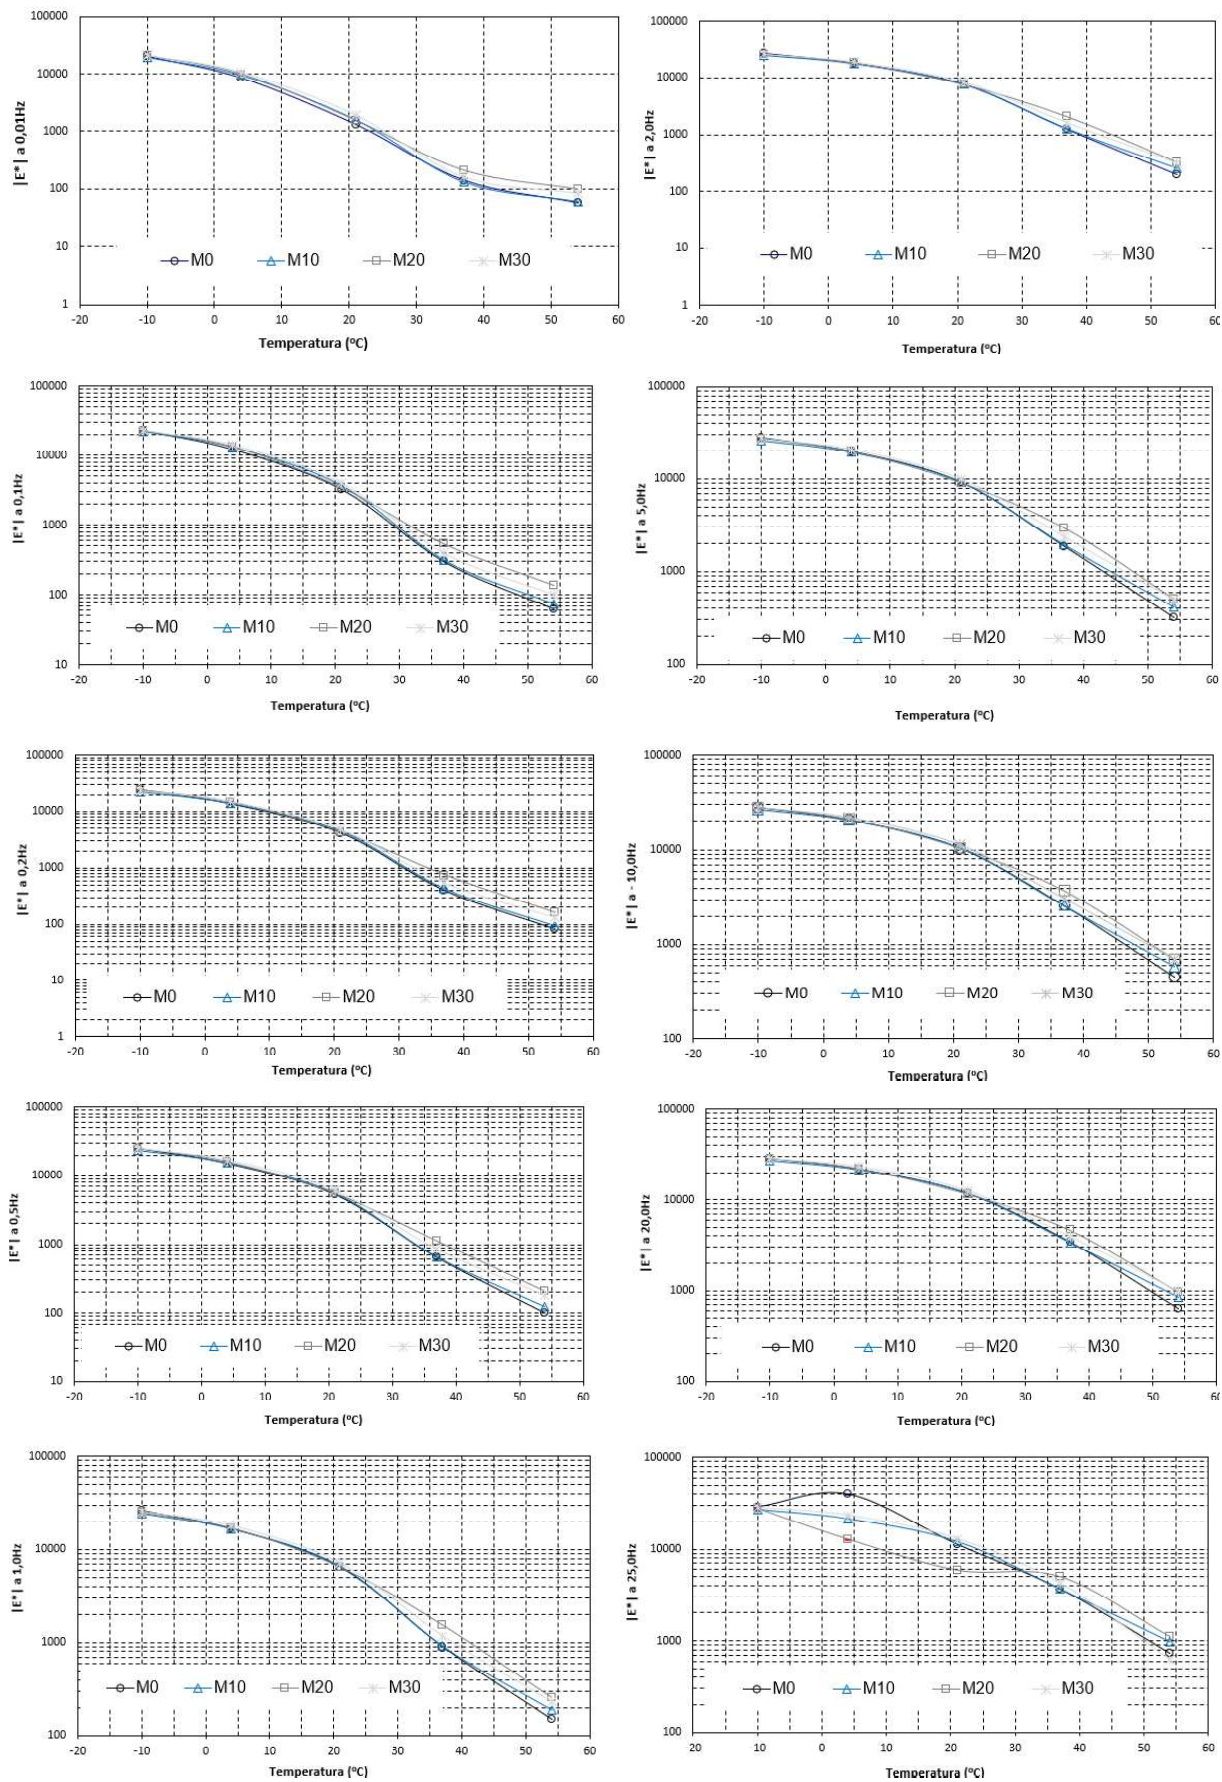 100000
10000
1000
100
10
1
|E*| a 0,01Hz
M0 M10 M20 M30
-20 -10 0 10 20 30 40 50 60
Temperatura (ºC)
100000
10000
1000
100
10
1
|E*| a 2,0Hz
M0 M10 M20 M30
-20 -10 0 10 20 30 40 50 60
Temperatura (ºC)
100000
10000
1000
100
10
|E*| a 0,1Hz
M0 M10 M20 M30
-20 -10 0 10 20 30 40 50 60
Temperatura (ºC)
100000
10000
1000
100
|E*| a 5,0Hz
M0 M10 M20 M30
-20 -10 0 10 20 30 40 50 60
Temperatura (ºC)
100000
10000
1000
100
10
1
|E*| a 0,2Hz
M0 M10 M20 M30
-20 -10 0 10 20 30 40 50 60
Temperatura (ºC)
100000
10000
1000
100
|E*| a - 10,0Hz
M0 M10 M20 M30
-20 -10 0 10 20 30 40 50 60
Temperatura (ºC)
100000
10000
1000
100
10
|E*| a 0,5Hz
M0 M10 M20 M30
-20 -10 0 10 20 30 40 50 60
Temperatura (ºC)
100000
10000
1000
100
|E*| a 20,0Hz
M0 M10 M20 M30
-20 -10 0 10 20 30 40 50 60
Temperatura (ºC)
100000
10000
1000
100
|E*| a 1,0Hz
M0 M10 M20 M30
-20 -10 0 10 20 30 40 50 60
Temperatura (ºC)
100000
10000
1000
100
|E*| a 25,0Hz
M0 M10 M20 M30
-20 -10 0 10 20 30 40 50 60
Temperatura (ºC)